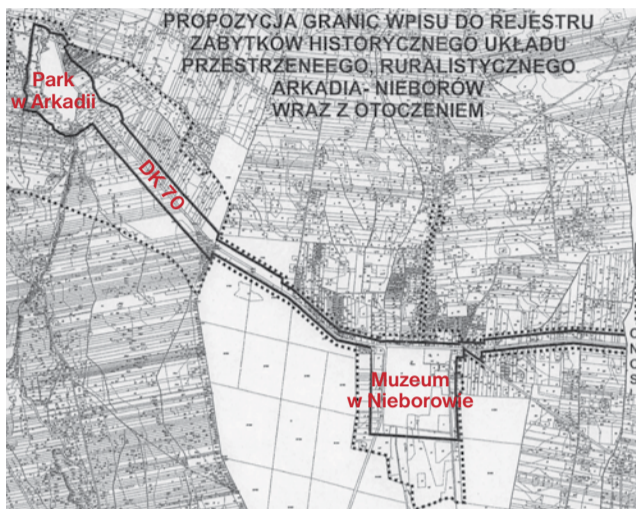 PROPOZYCJA GRANIC WPISU DO REJESTRU
ZABYTKÓW HISTORYCZNEGO UKŁADU
PRZESTRZENEEGO, RURALISTYCZNEGO
ARKADIA- NIEBORÓW
WRAZ Z OTOCZENIEM
Park
w Arkadii
DK 70
Muzeum
w Nieborowie